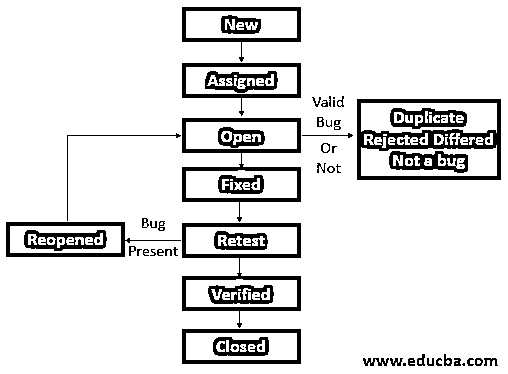 New
Assigned
Open
Valid
Bug
Or
Not
Duplicate
Rejected Differed
Not a bug
Fixed
Reopened
Bug
Present
Retest
Verified
Closed
www.educba.com